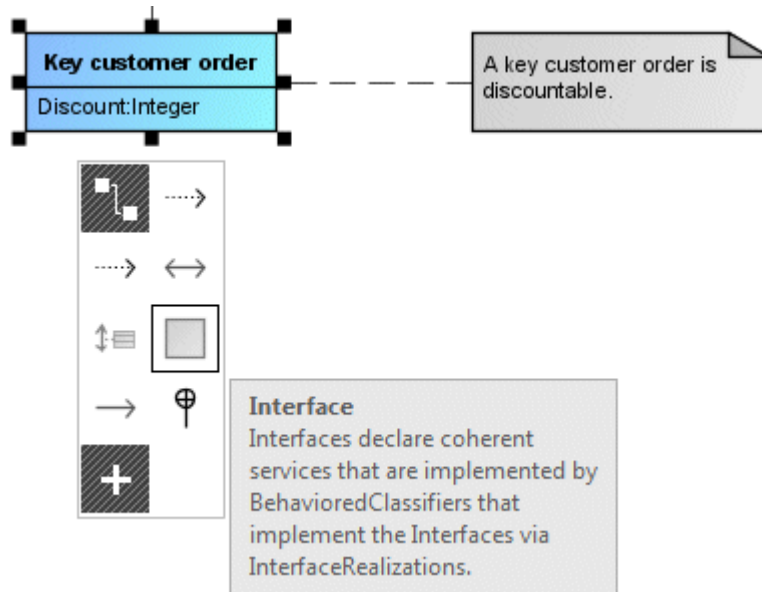 Key customer order
Discount:Integer
A key customer order is
discountable.
Interface
Interfaces declare coherent
services that are implemented by
BehavioredClassifiers that
implement the Interfaces via
InterfaceRealizations.